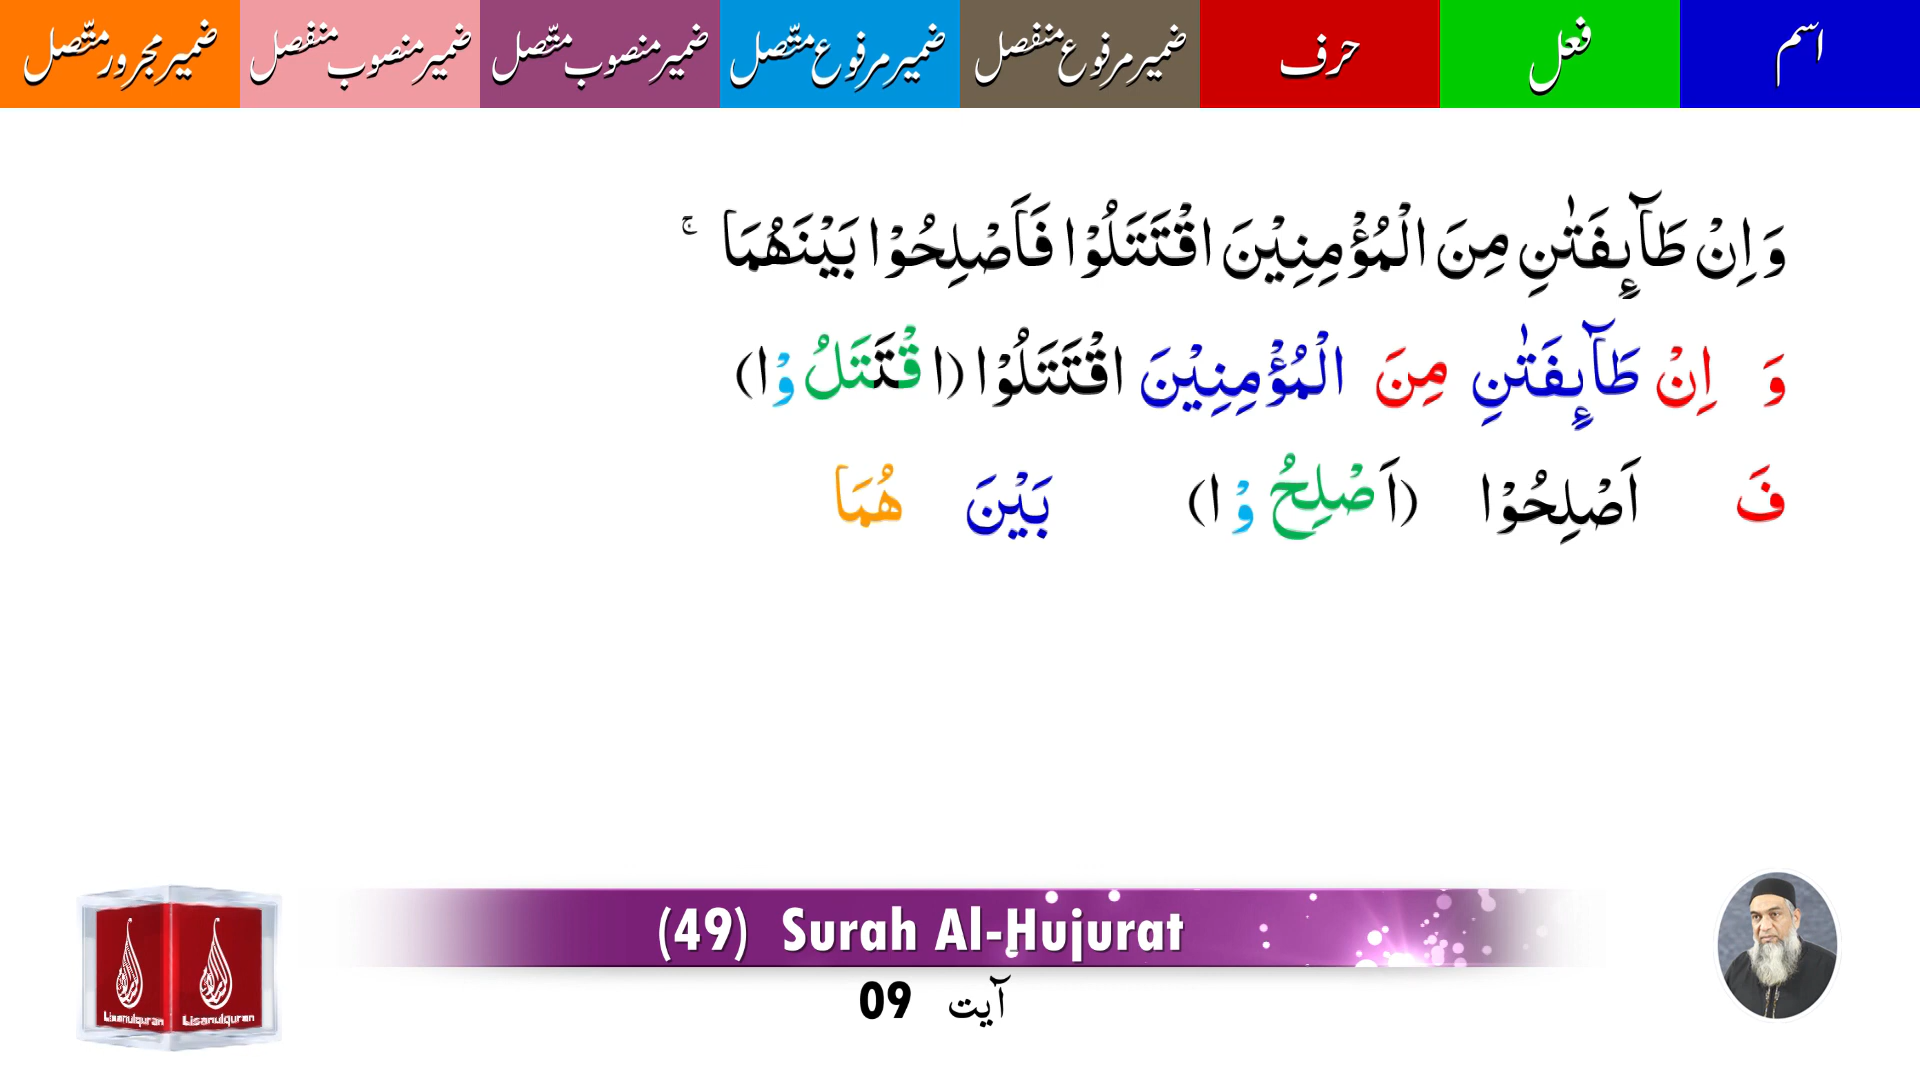 اسم فعل حرف ضمیر مرفوع منفصل ضمیر مرفوع متّصل ضمیر منصوب متّصل ضمیر منصوب منفصل ضمیر مجرور متّصل
وَ اِنْ طَآىِٕفَتٰنِ مِنَ الْمُؤْمِنِيْنَ اقْتَتَلُوْا فَاَصْلِحُوْا بَيْنَهُمَا ۚ
وَ اِنْ طَآىِٕفَتٰنِ مِنَ الْمُؤْمِنِيْنَ اقْتَتَلُوْا (ا قْتَتَلُ وْ ا)
فَ اَصْلِحُوْا (اَ صْلِحُ وْ ا) بَيْنَ هُمَا
(49) Surah Al-Hujurat
آیت 09
Lisanulquran Lisanulquran